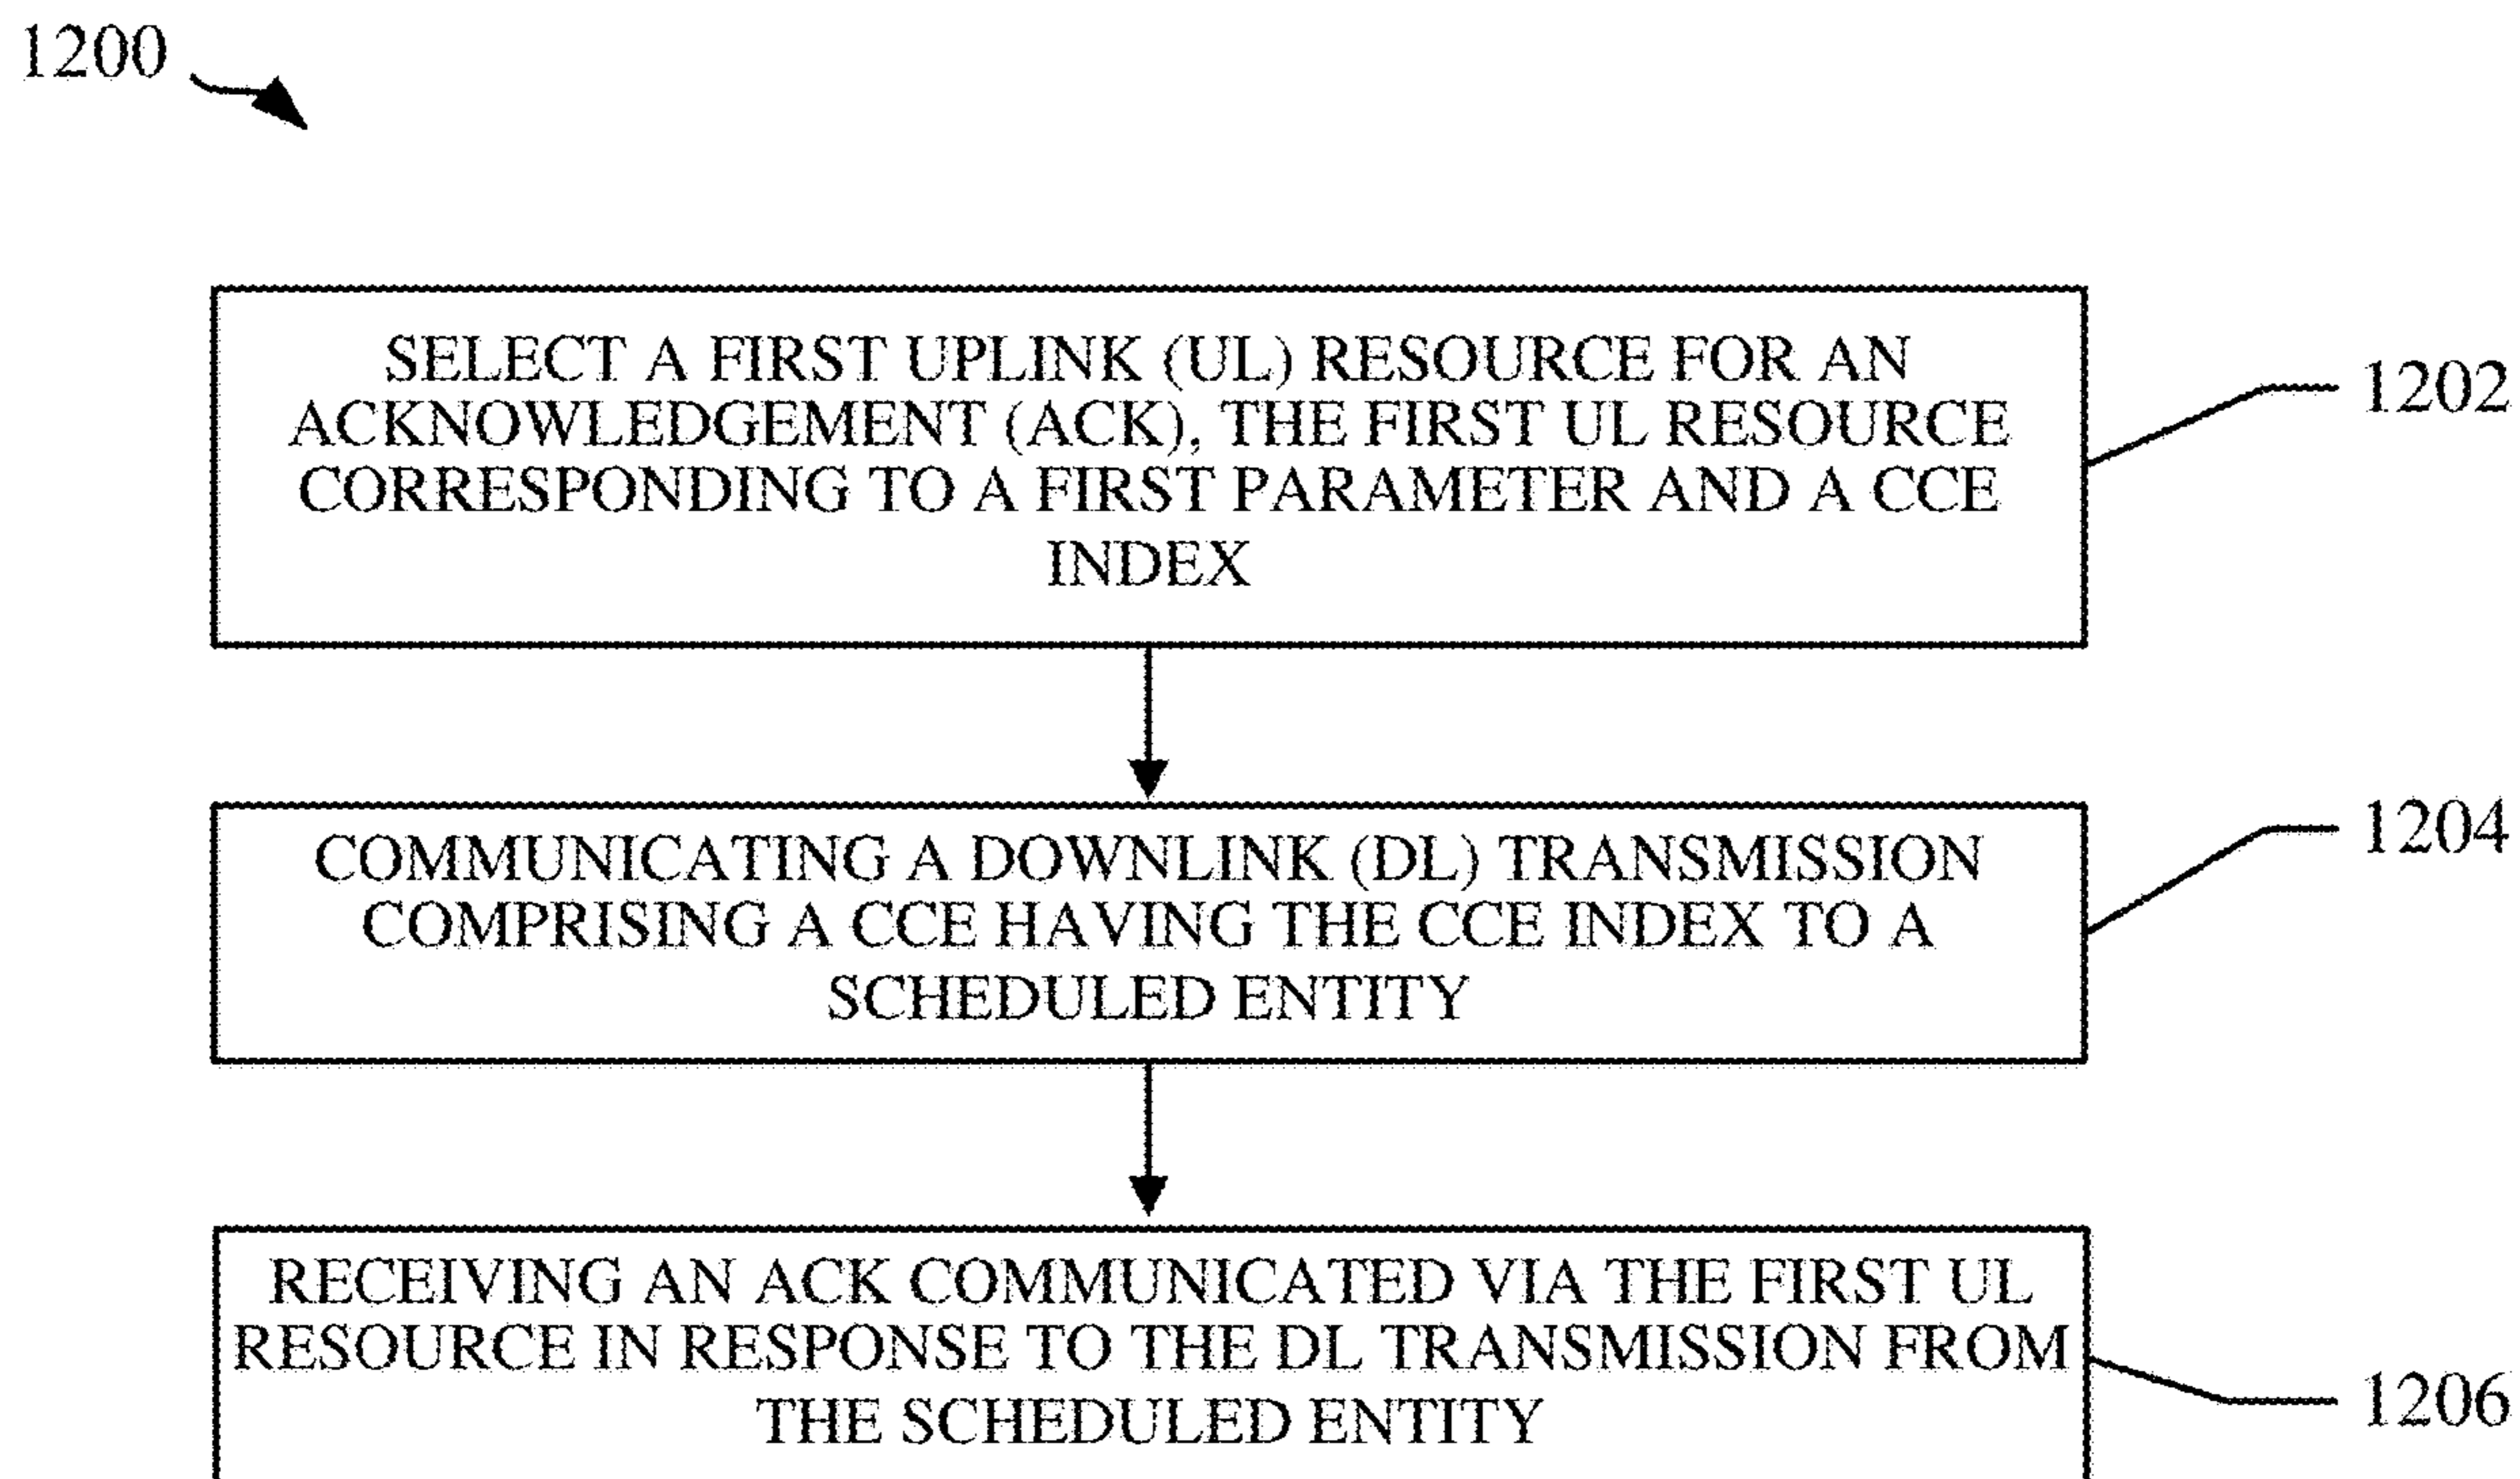 1200
SELECT A FIRST UPLINK (UL) RESOURCE FOR AN
ACKNOWLEDGEMENT (ACK), THE FIRST UL RESOURCE
CORRESPONDING TO A FIRST PARAMETER AND A CCE
INDEX
1202
COMMUNICATING A DOWNLINK (DL) TRANSMISSION
COMPRISING A CCE HAVING THE CCE INDEX TO A
SCHEDULED ENTITY
1204
RECEIVING AN ACK COMMUNICATED VIA THE FIRST UL
RESOURCE IN RESPONSE TO THE DL TRANSMISSION FROM
THE SCHEDULED ENTITY
1206